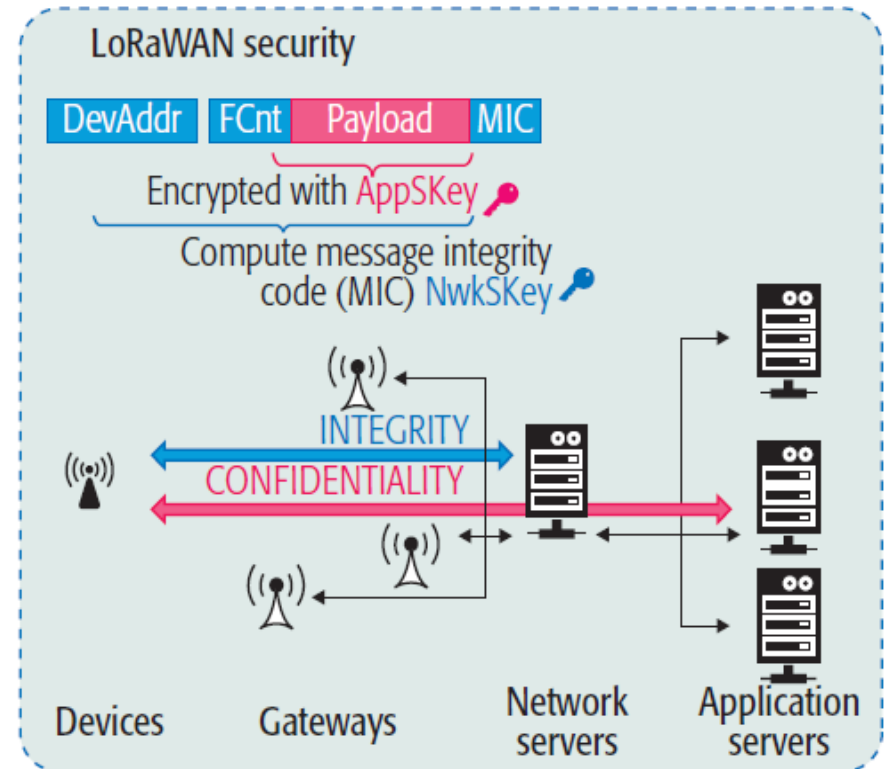 LoRaWAN security
DevAddr FCnt Payload MIC
Encrypted with AppSKey
Compute message integrity
code (MIC) NwkSKey
INTEGRITY
CONFIDENTIALITY
Devices
Gateways
Network
servers
Application
servers